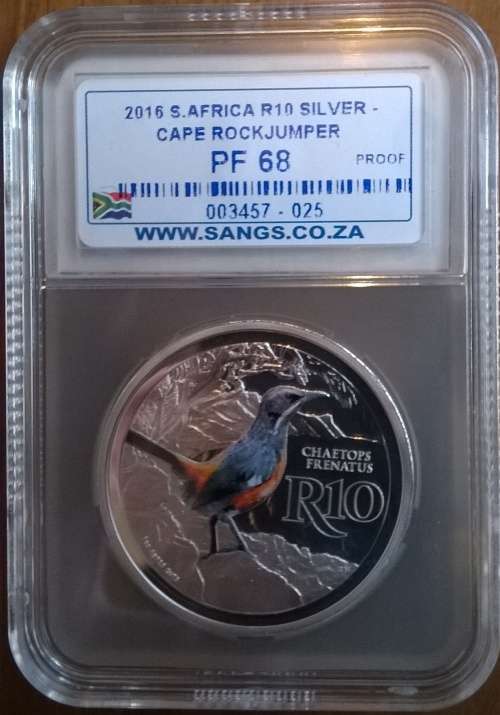 2016 S.AFRICA R10 SILVER -
CAPE ROCKJUMPER
PF 68 PROOF
003457 - 025
WWW.SANGS.CO.ZA
CHAETOPS
FRENATUS
R10